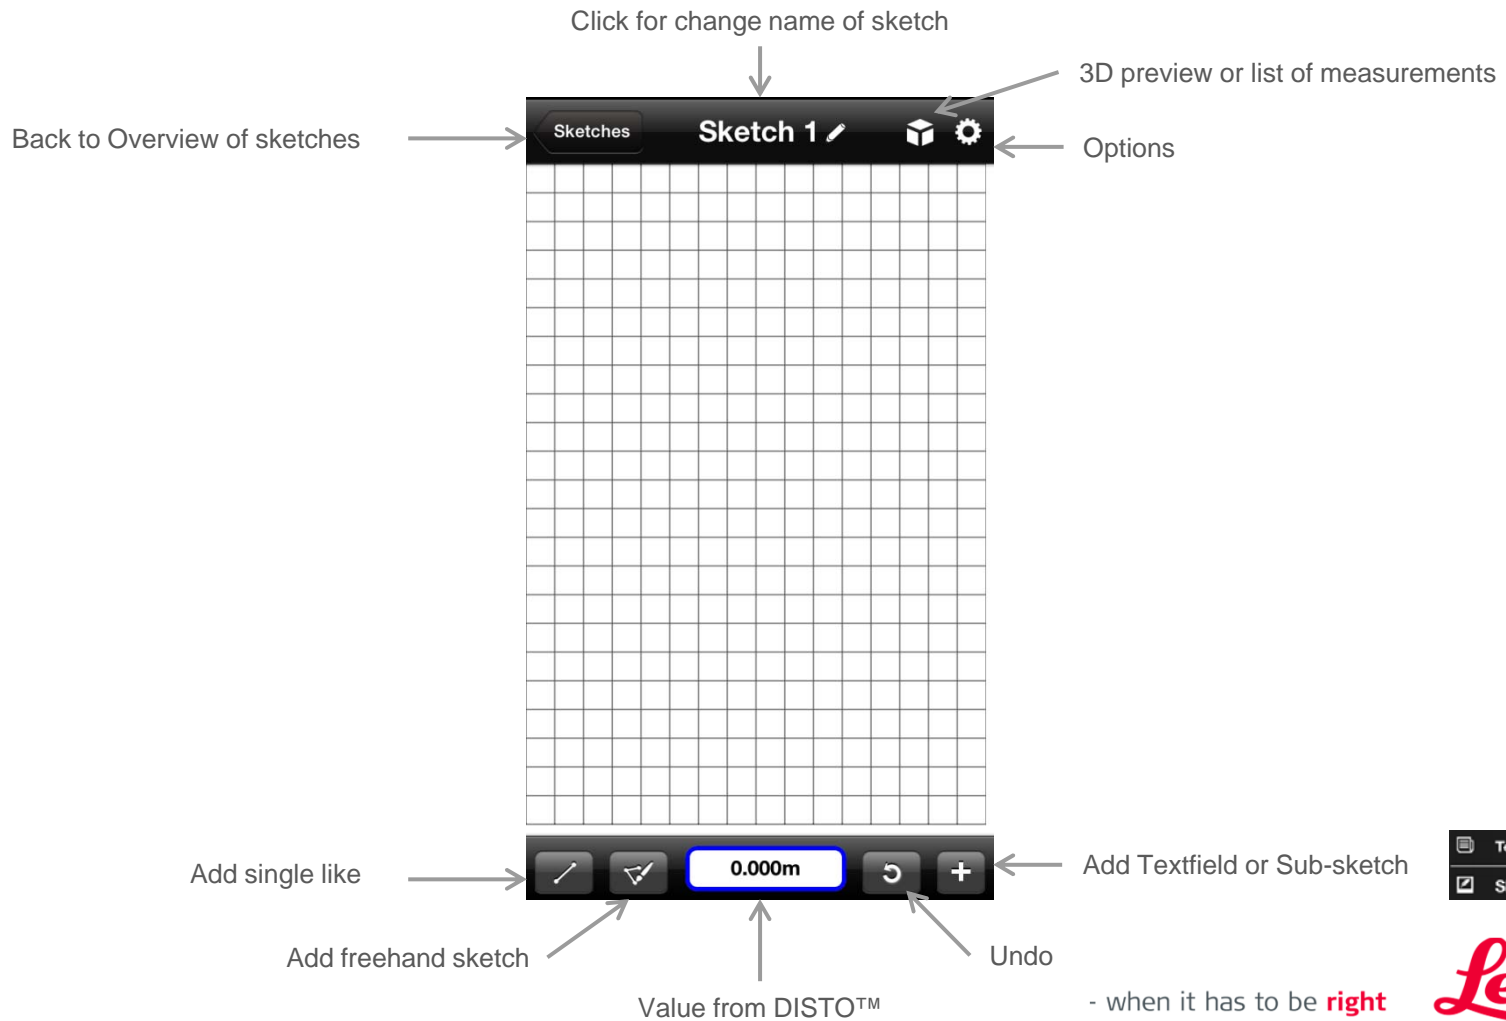 Click for change name of sketch
3D preview or list of measurements
Back to Overview of sketches
Sketches
Sketch 1
Options
Add single like
0.000m
Add Textfield or Sub-sketch
Add freehand sketch
Undo
Value from DISTO™
- when it has to be right